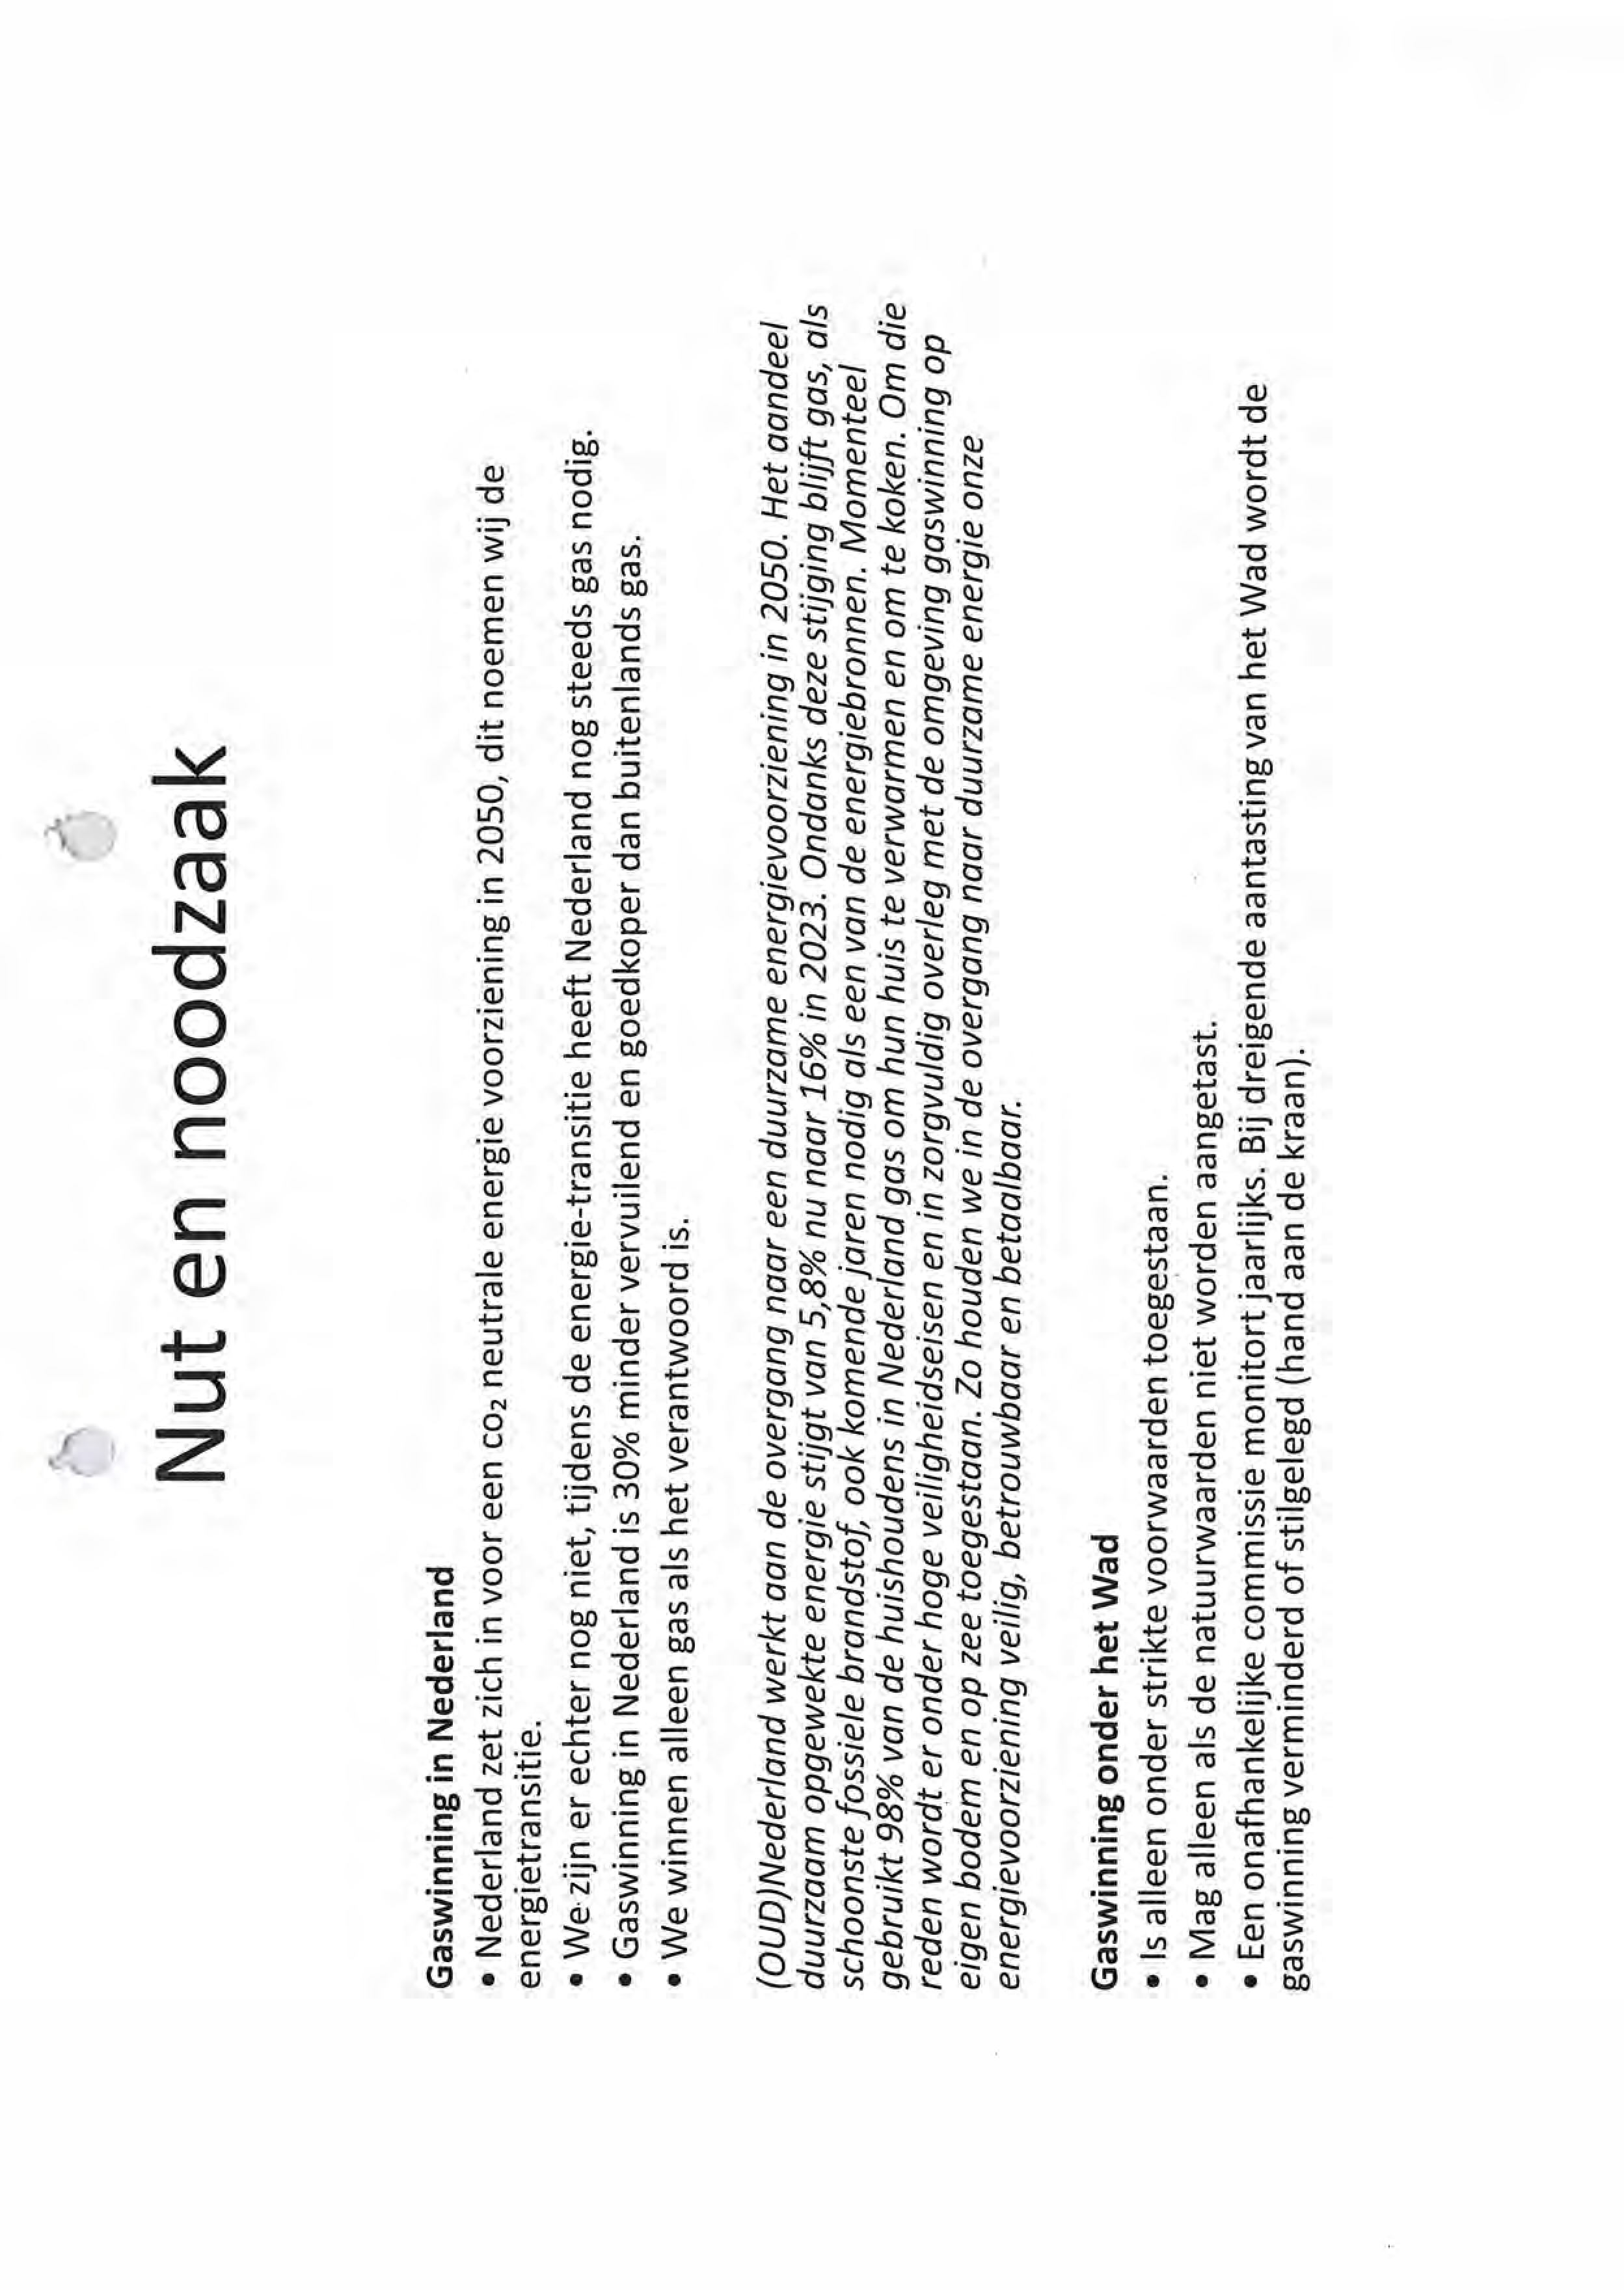 Nut en noodzaak
Gaswinning in Nederland
• Nederland zet zich in voor een co₂ neutrale energie voorziening in 2050, dit noemen wij de
energietransitie.
• We zijn er echter nog niet, tijdens de energie-transitie heeft Nederland nog steeds gas nodig.
• Gaswinning in Nederland is 30% minder vervuilend en goedkoper dan buitenlands gas.
• We winnen alleen gas als het verantwoord is.
(OUD)Nederland werkt aan de overgang naar een duurzame energievoorziening in 2050. Het aandeel
duurzaam opgewekte energie stijgt van 5,8% nu naar 16% in 2023. Ondanks deze stijging blijft gas, als
schoonste fossiele brandstof, ook komende jaren nodig als een van de energiebronnen. Momenteel
gebruikt 98% van de huishoudens in Nederland gas om hun huis te verwarmen en om te koken. Om die
reden wordt er onder hoge veiligheidseisen en in zorgvuldig overleg met de omgeving gaswinning op
eigen bodem en op zee toegestaan. Zo houden we in de overgang naar duurzame energie onze
energievoorziening veilig, betrouwbaar en betaalbaar.
Gaswinning onder het Wad
• Is alleen onder strikte voorwaarden toegestaan.
• Mag alleen als de natuurwaarden niet worden aangetast.
• Een onafhankelijke commissie monitort jaarlijks. Bij dreigende aantasting van het Wad wordt de
gaswinning verminderd of stilgelegd (hand aan de kraan).